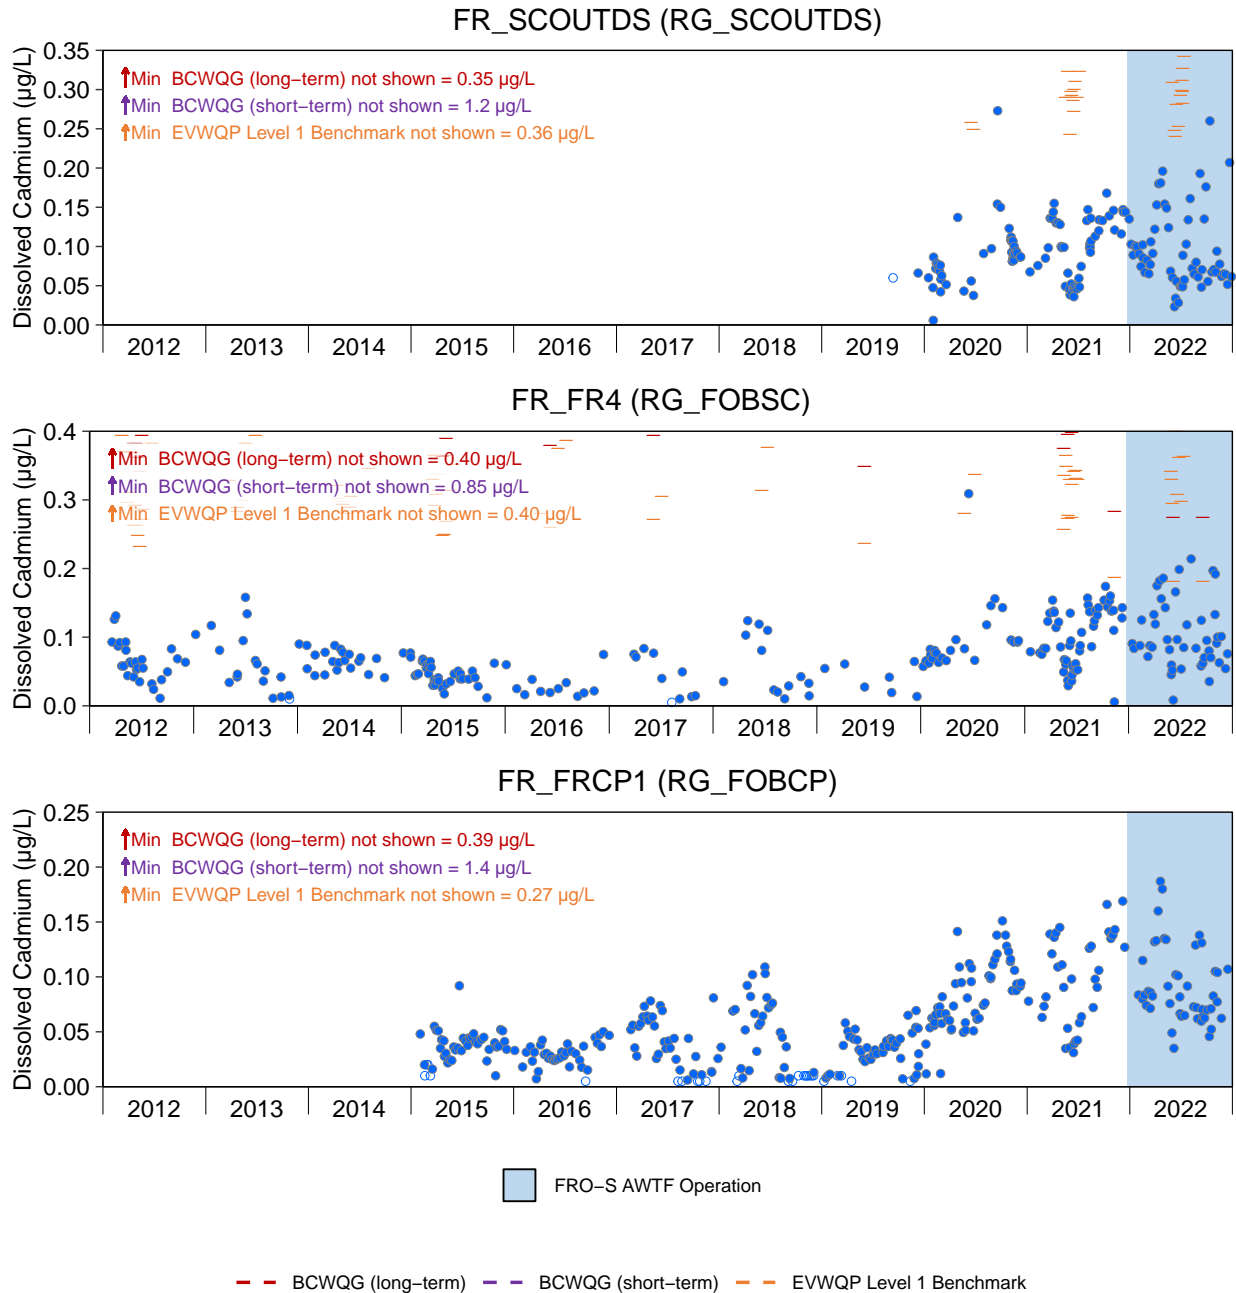 FR_SCOUTDS (RG_SCOUTDS)
Dissolved Cadmium (µg/L)
0.35
0.30
0.25
0.20
0.15
0.10
0.05
0.00
Min BCWQG (long−term) not shown = 0.35 µg/L
Min BCWQG (short−term) not shown = 1.2 µg/L
Min EVWQP Level 1 Benchmark not shown = 0.36 µg/L
2012 2013 2014 2015 2016 2017 2018 2019 2020 2021 2022
FR_FR4 (RG_FOBSC)
Dissolved Cadmium (µg/L)
0.4
0.3
0.2
0.1
0.0
Min BCWQG (long−term) not shown = 0.40 µg/L
Min BCWQG (short−term) not shown = 0.85 µg/L
Min EVWQP Level 1 Benchmark not shown = 0.40 µg/L
2012 2013 2014 2015 2016 2017 2018 2019 2020 2021 2022
FR_FRCP1 (RG_FOBCP)
Dissolved Cadmium (µg/L)
0.25
0.20
0.15
0.10
0.05
0.00
Min BCWQG (long−term) not shown = 0.39 µg/L
Min BCWQG (short−term) not shown = 1.4 µg/L
Min EVWQP Level 1 Benchmark not shown = 0.27 µg/L
2012 2013 2014 2015 2016 2017 2018 2019 2020 2021 2022
FRO−S AWTF Operation
BCWQG (long−term) BCWQG (short−term) EVWQP Level 1 Benchmark